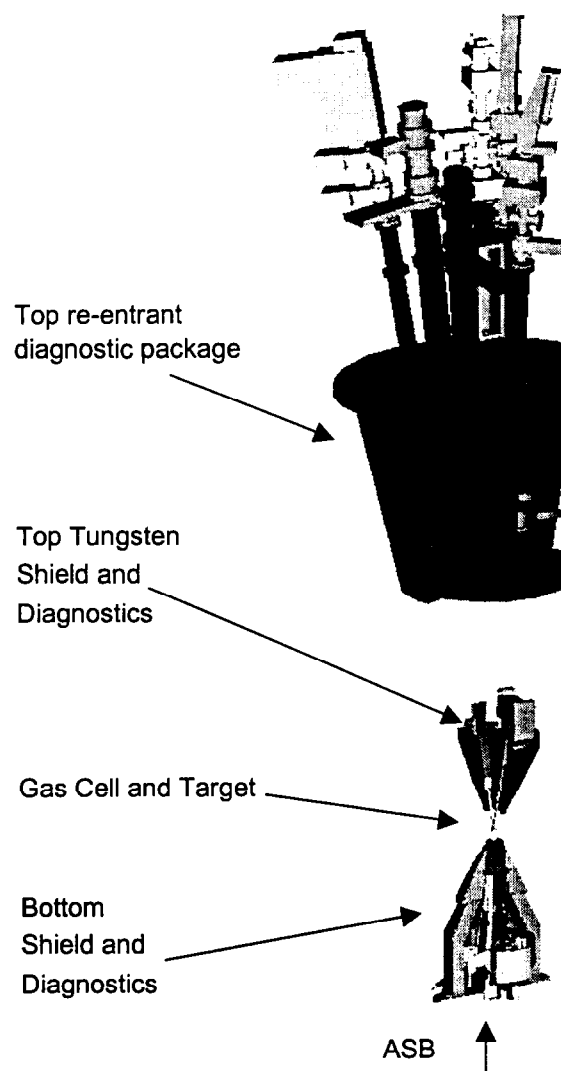 Top re-entrant
diagnostic package
Top Tungsten
Shield and
Diagnostics
Gas Cell and Target
Bottom
Shield and
Diagnostics
ASB